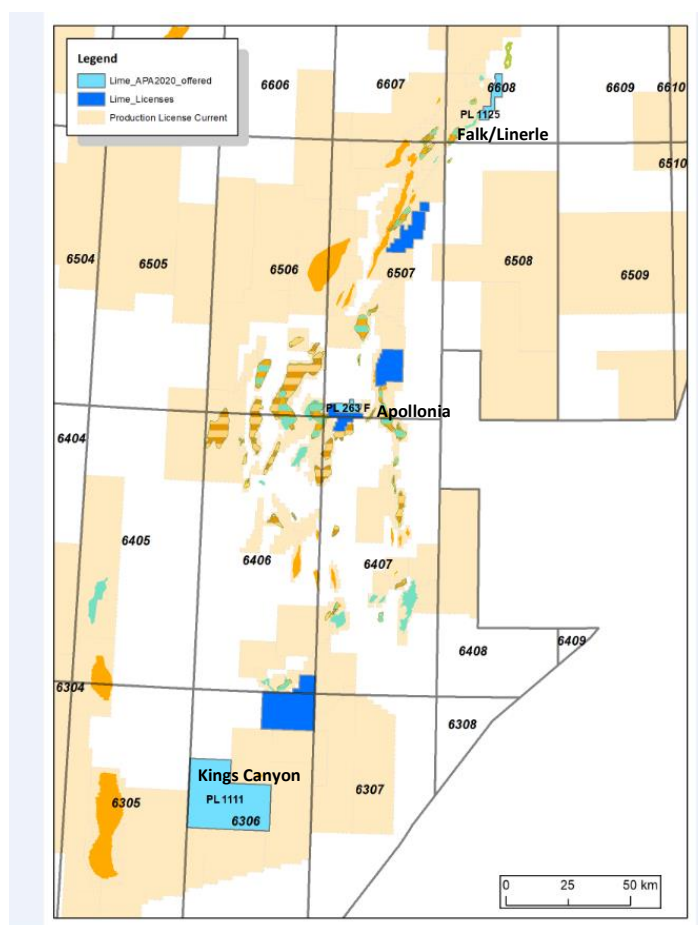 Legend
Lime_APA2020_offered
Lime_Licenses
Production License Current
6606
6607
6608
6609
6610
PL 1125
Falk/Linerle
6510
6504
6505
6506
6507
6508
6509
PL 263 F
Apollonia
6404
6405
6406
6407
6408
6409
6304
6308
Kings Canyon
PL 1111
6305
6306
6307
0 25 50 km